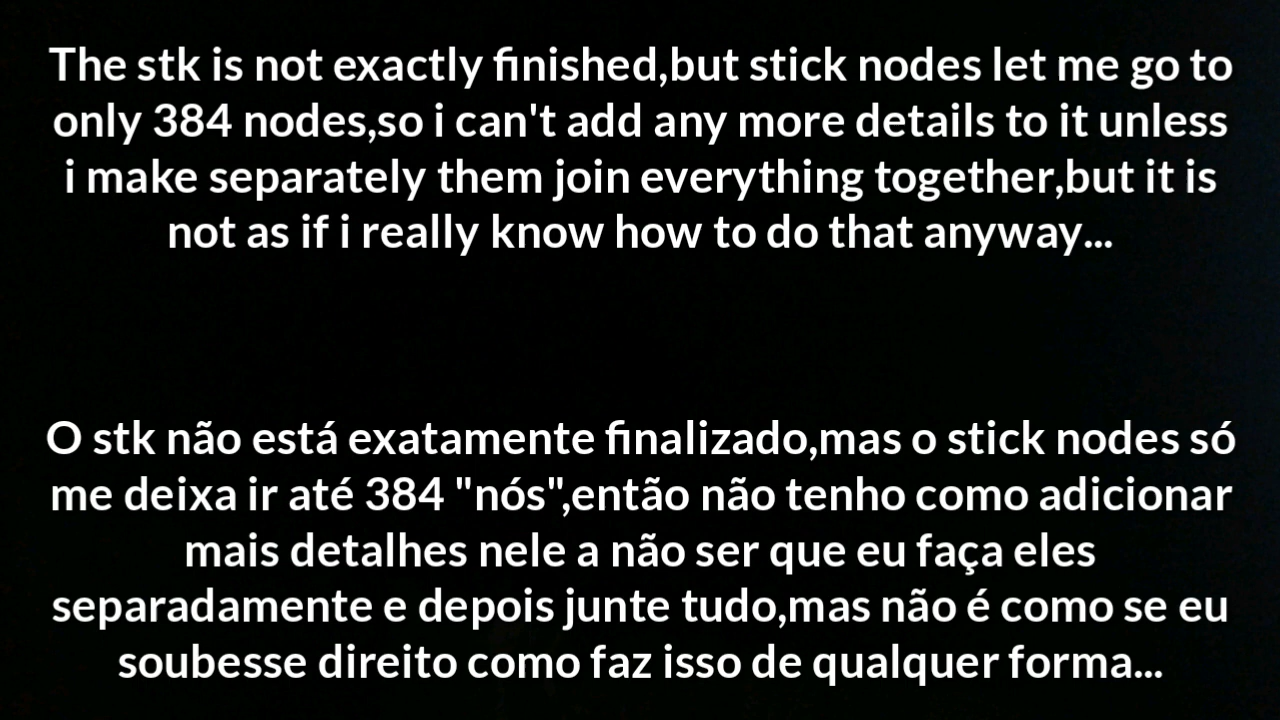 The stk is not exactly finished,but stick nodes let me go to
only 384 nodes,so i can't add any more details to it unless
i make separately them join everything together,but it is
not as if i really know how to do that anyway...
O stk não está exatamente finalizado,mas o stick nodes só
me deixa ir até 384 "nós",então não tenho como adicionar
mais detalhes nele a não ser que eu faça eles
separadamente e depois junte tudo,mas não é como se eu
soubesse direito como faz isso de qualquer forma...